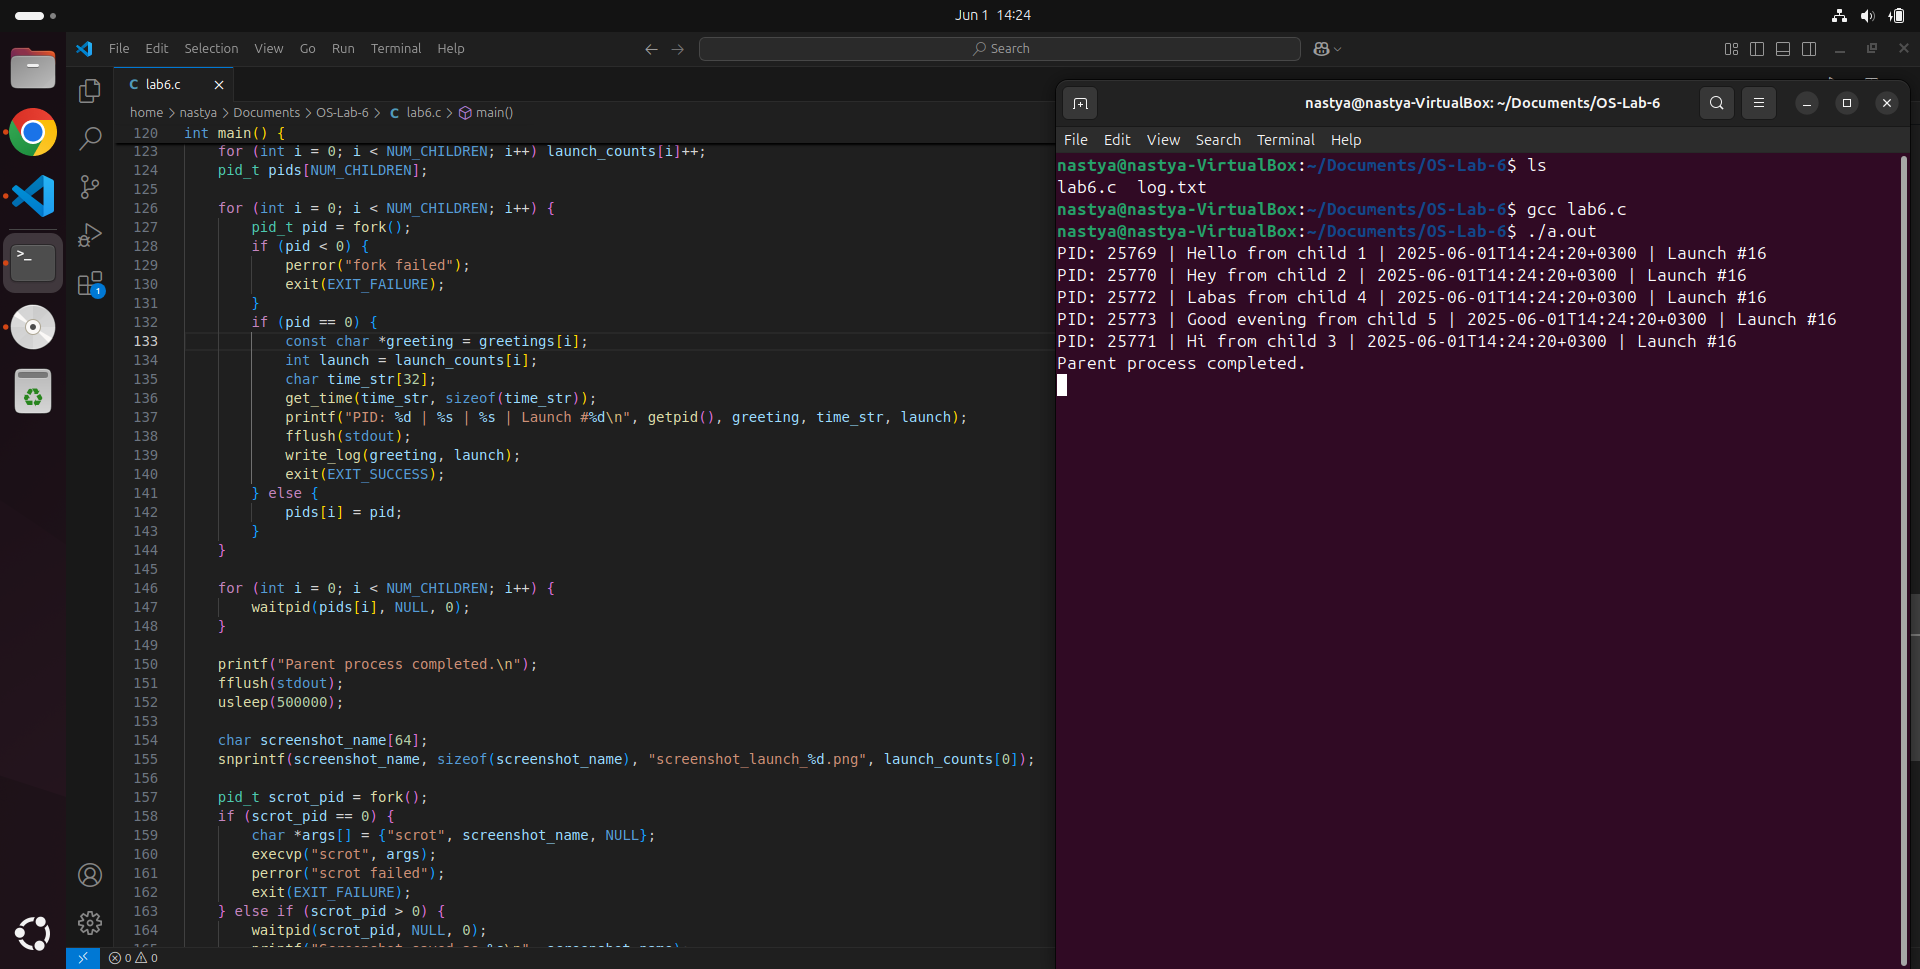 Jun 1 14:24
File Edit Selection View Go Run Terminal Help
Search
C lab6.c
home > nastya > Documents > OS-Lab-6 > C lab6.c > main()
120 int main() {
123 for (int i = 0; i < NUM_CHILDREN; i++) launch_counts[i]++;
124 pid_t pids[NUM_CHILDREN];
125
126 for (int i = 0; i < NUM_CHILDREN; i++) {
127 pid_t pid = fork();
128 if (pid < 0) {
129 perror("fork failed");
130 exit(EXIT_FAILURE);
131 }
132 if (pid == 0) {
133 const char *greeting = greetings[i];
134 int launch = launch_counts[i];
135 char time_str[32];
136 get_time(time_str, sizeof(time_str));
137 printf("PID: %d | %s | %s | Launch #%d\n", getpid(), greeting, time_str, launch);
138 fflush(stdout);
139 write_log(greeting, launch);
140 exit(EXIT_SUCCESS);
141 } else {
142 pids[i] = pid;
143 }
144 }
145
146 for (int i = 0; i < NUM_CHILDREN; i++) {
147 waitpid(pids[i], NULL, 0);
148 }
149
150 printf("Parent process completed.\n");
151 fflush(stdout);
152 usleep(500000);
153
154 char screenshot_name[64];
155 snprintf(screenshot_name, sizeof(screenshot_name), "screenshot_launch_%d.png", launch_counts[0]);
156
157 pid_t scrot_pid = fork();
158 if (scrot_pid == 0) {
159 char *args[] = {"scrot", screenshot_name, NULL};
160 execvp("scrot", args);
161 perror("scrot failed");
162 exit(EXIT_FAILURE);
163 } else if (scrot_pid > 0) {
164 waitpid(scrot_pid, NULL, 0);
1
0 0
nastya@nastya-VirtualBox: ~/Documents/OS-Lab-6
File Edit View Search Terminal Help
nastya@nastya-VirtualBox:~/Documents/OS-Lab-6$ ls
lab6.c log.txt
nastya@nastya-VirtualBox:~/Documents/OS-Lab-6$ gcc lab6.c
nastya@nastya-VirtualBox:~/Documents/OS-Lab-6$ ./a.out
PID: 25769 | Hello from child 1 | 2025-06-01T14:24:20+0300 | Launch #16
PID: 25770 | Hey from child 2 | 2025-06-01T14:24:20+0300 | Launch #16
PID: 25772 | Labas from child 4 | 2025-06-01T14:24:20+0300 | Launch #16
PID: 25773 | Good evening from child 5 | 2025-06-01T14:24:20+0300 | Launch #16
PID: 25771 | Hi from child 3 | 2025-06-01T14:24:20+0300 | Launch #16
Parent process completed.